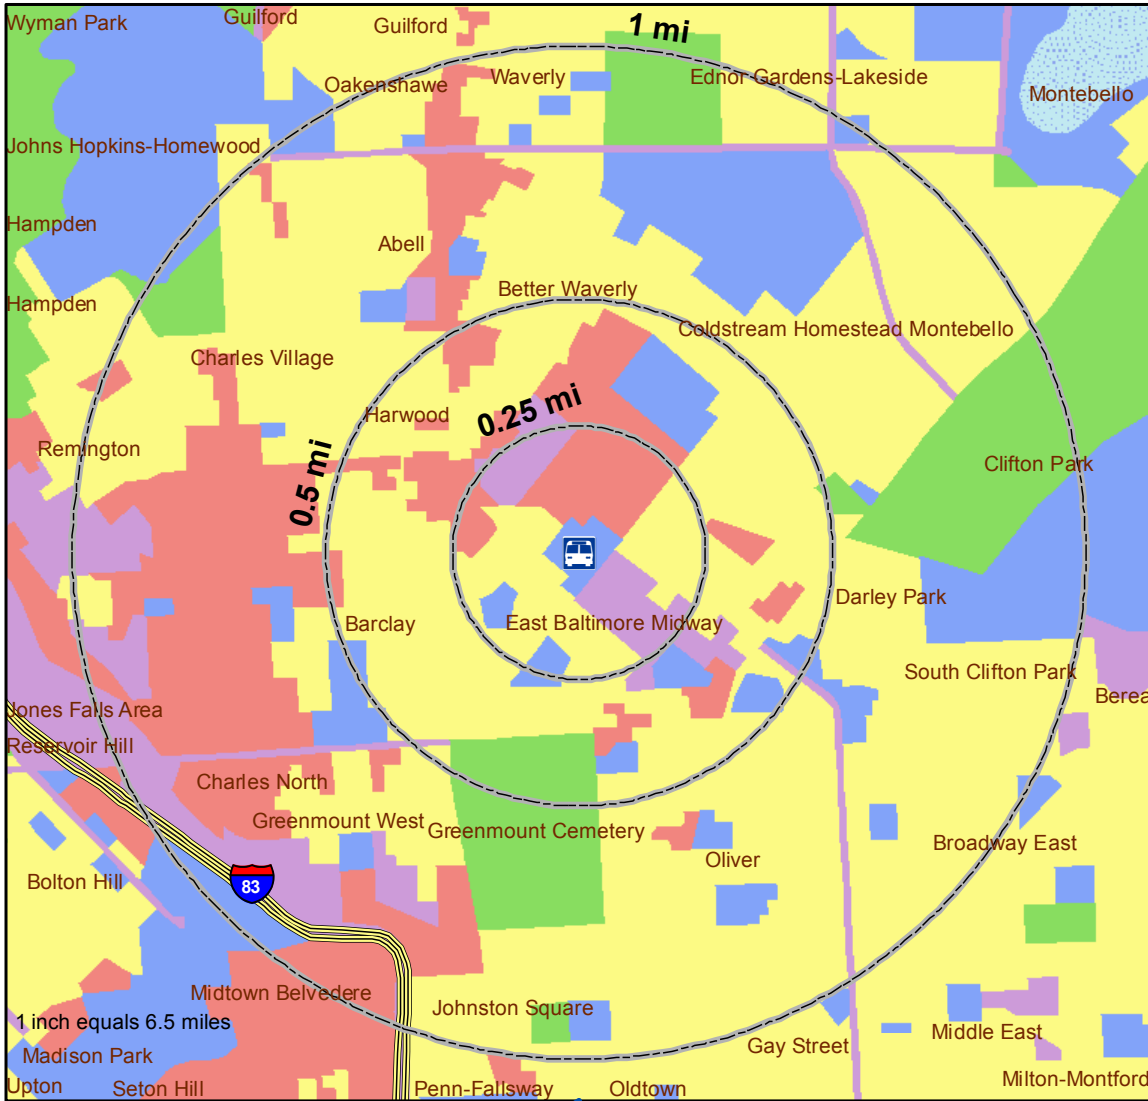 Wyman Park
Guilford
Guilford
1 mi
Oakenshawe
Waverly
Ednor-Gardens-Lakeside
Montebello
Johns Hopkins-Homewood
Hampden
Abell
Hampden
Better Waverly
Coldstream Homestead Montebello
Charles Village
0.25 mi
Harwood
Remington
0.5 mi
Clifton Park
Barclay
East Baltimore Midway
Darley Park
South Clifton Park
Berea
Jones Falls Area
Reservoir Hill
Charles North
Greenmount West
Greenmount Cemetery
Oliver
Broadway East
Bolton Hill
83
Midtown Belvedere
Johnston Square
1 inch equals 6.5 miles
Gay Street
Middle East
Madison Park
Upton
Seton Hill
Penn-Fallsway
Oldtown
Milton-Montford